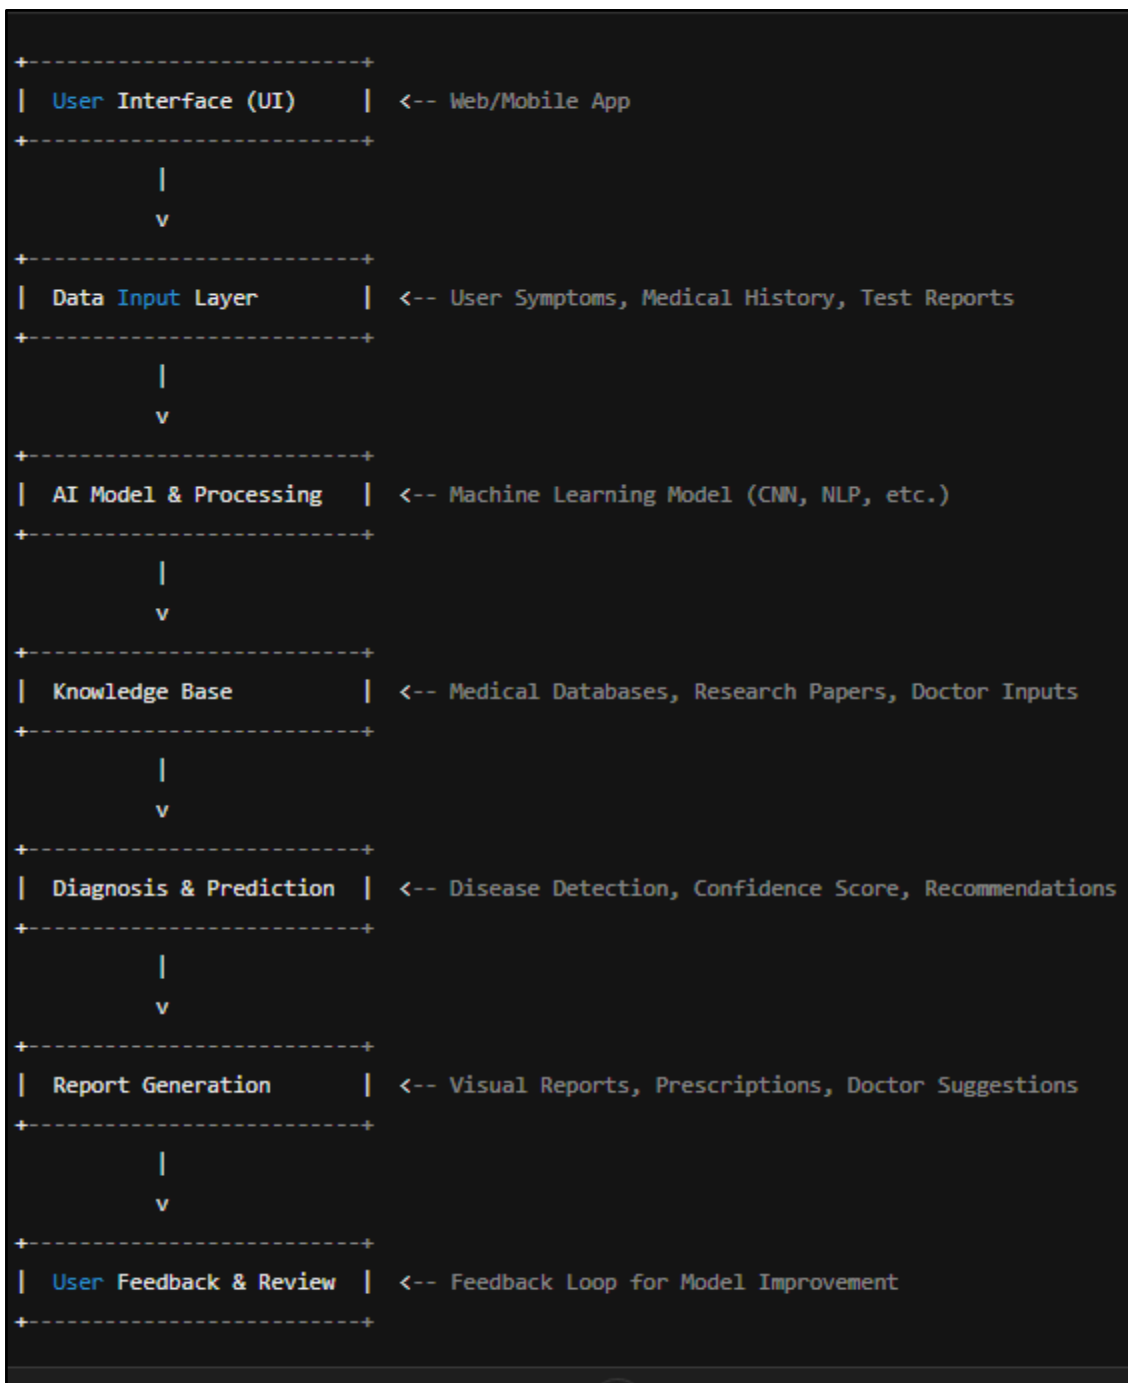 +--------------------------+
|  User Interface (UI)     |  <-- Web/Mobile App
+--------------------------+
           |
           v
+--------------------------+
|  Data Input Layer        |  <-- User Symptoms, Medical History, Test Reports
+--------------------------+
           |
           v
+--------------------------+
|  AI Model & Processing   |  <-- Machine Learning Model (CNN, NLP, etc.)
+--------------------------+
           |
           v
+--------------------------+
|  Knowledge Base          |  <-- Medical Databases, Research Papers, Doctor Inputs
+--------------------------+
           |
           v
+--------------------------+
|  Diagnosis & Prediction  |  <-- Disease Detection, Confidence Score, Recommendations
+--------------------------+
           |
           v
+--------------------------+
|  Report Generation       |  <-- Visual Reports, Prescriptions, Doctor Suggestions
+--------------------------+
           |
           v
+--------------------------+
|  User Feedback & Review  |  <-- Feedback Loop for Model Improvement
+--------------------------+